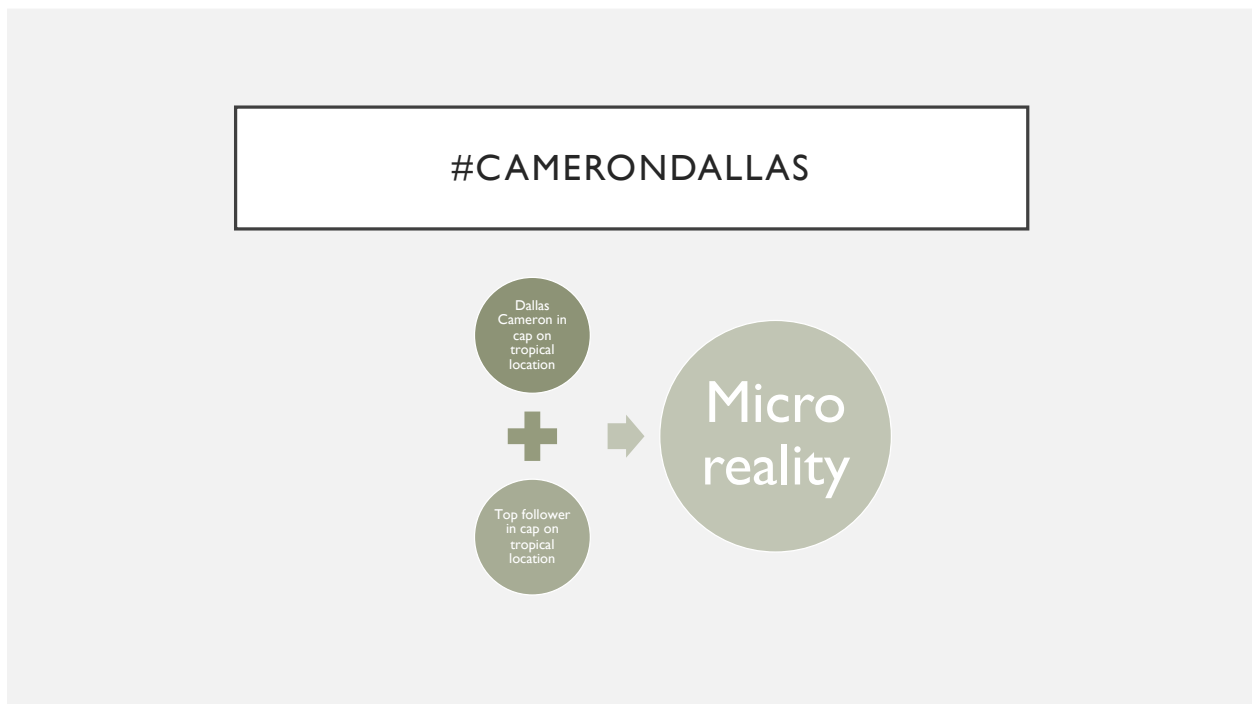 #CAMERONDALLAS
Dallas
Cameron in
cap on
tropical
location
Top follower
in cap on
tropical
location
Micro
reality